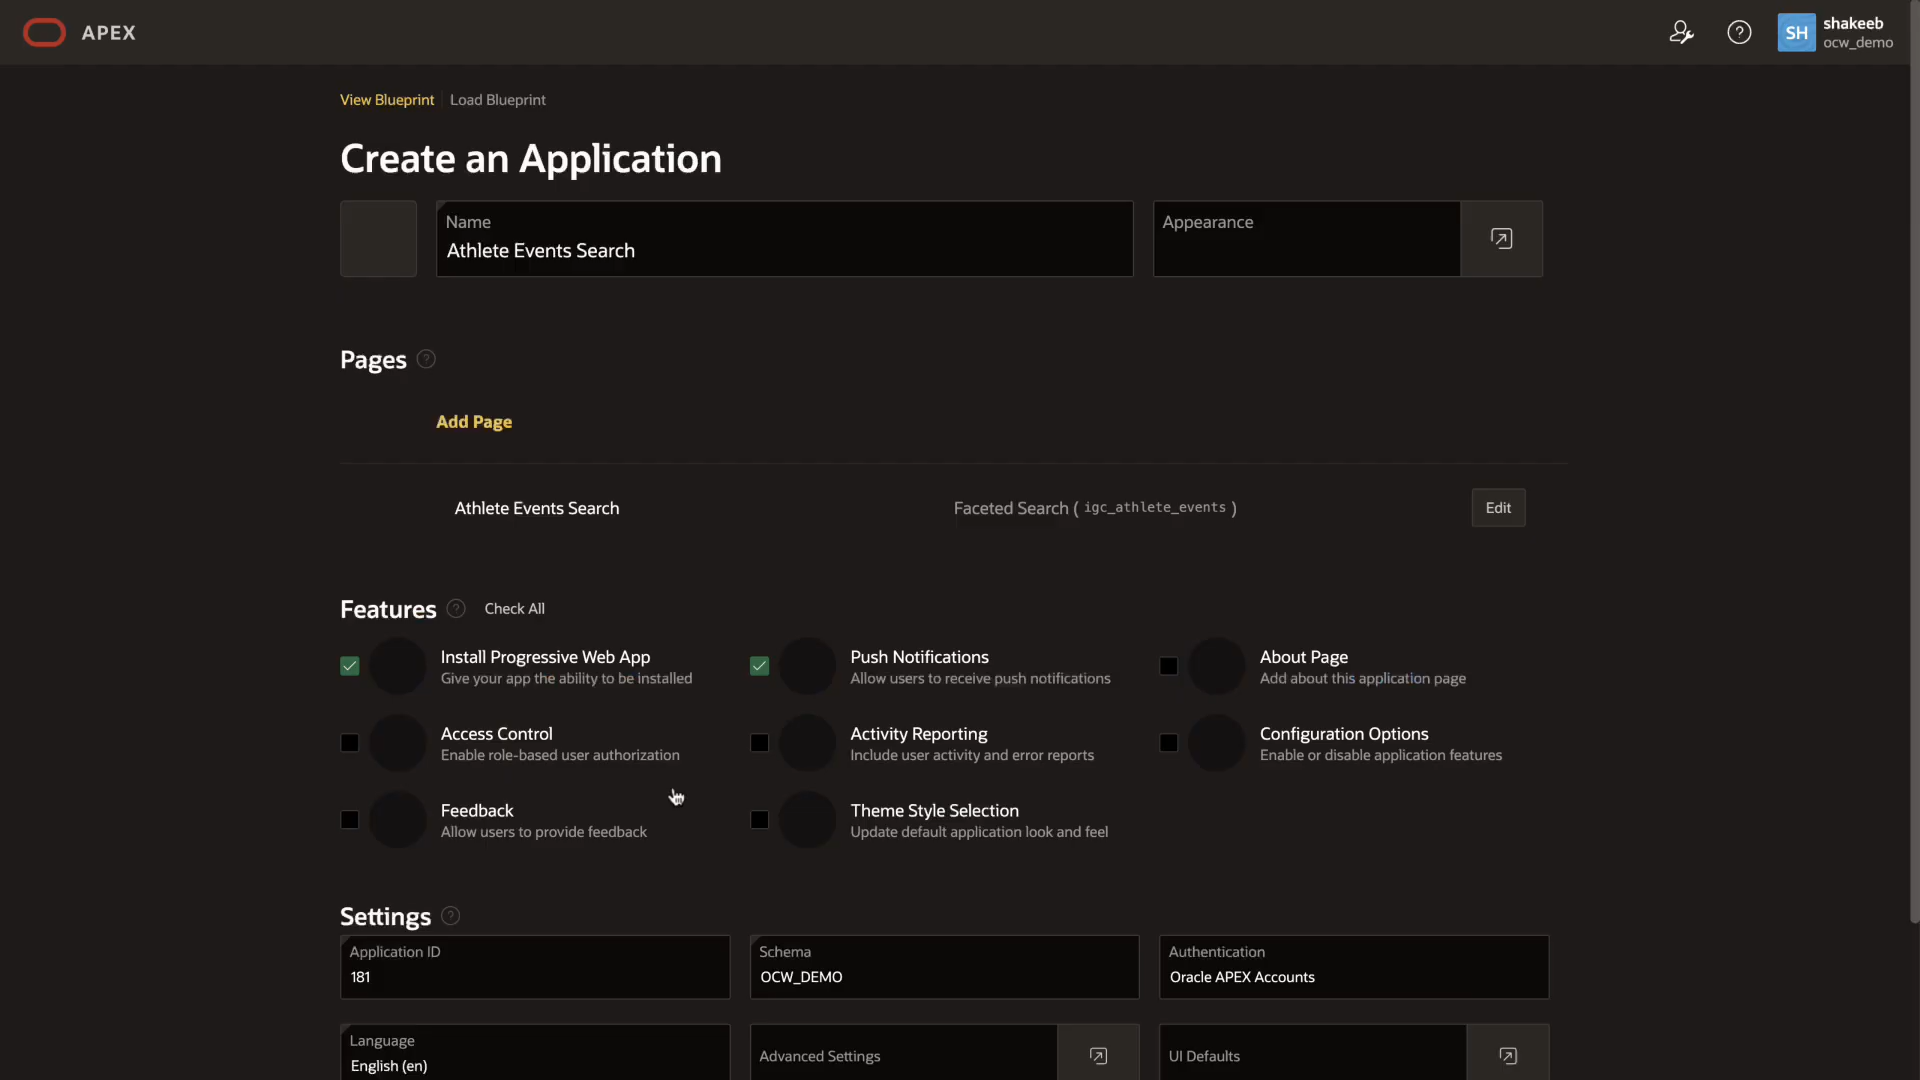 APEX
shakeeb
SH
ocw_demo
View Blueprint
Load Blueprint
Create an Application
Name
Athlete Events Search
Appearance
Pages
Add Page
Athlete Events Search
Faceted Search ( igc_athlete_events )
Edit
Features
Check All
Install Progressive Web App
Give your app the ability to be installed
Push Notifications
Allow users to receive push notifications
About Page
Add about this application page
Access Control
Enable role-based user authorization
Activity Reporting
Include user activity and error reports
Configuration Options
Enable or disable application features
Feedback
Allow users to provide feedback
Theme Style Selection
Update default application look and feel
Settings
Application ID
181
Schema
OCW_DEMO
Authentication
Oracle APEX Accounts
Language
English (en)
Advanced Settings
UI Defaults